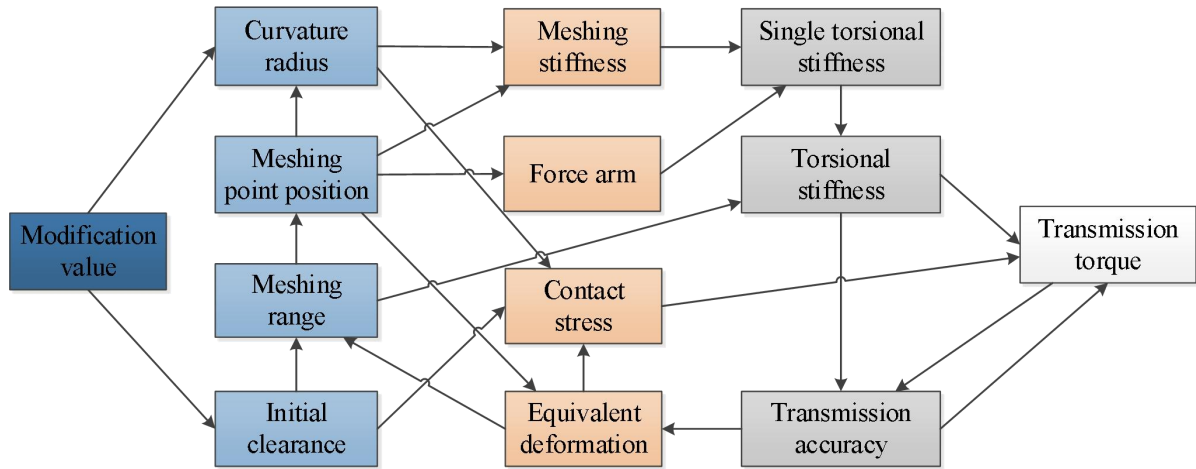 Modification
value
Curvature
radius
Meshing
point position
Meshing
range
Initial
clearance
Meshing
stiffness
Force arm
Contact
stress
Equivalent
deformation
Single torsional
stiffness
Torsional
stiffness
Transmission
accuracy
Transmission
torque